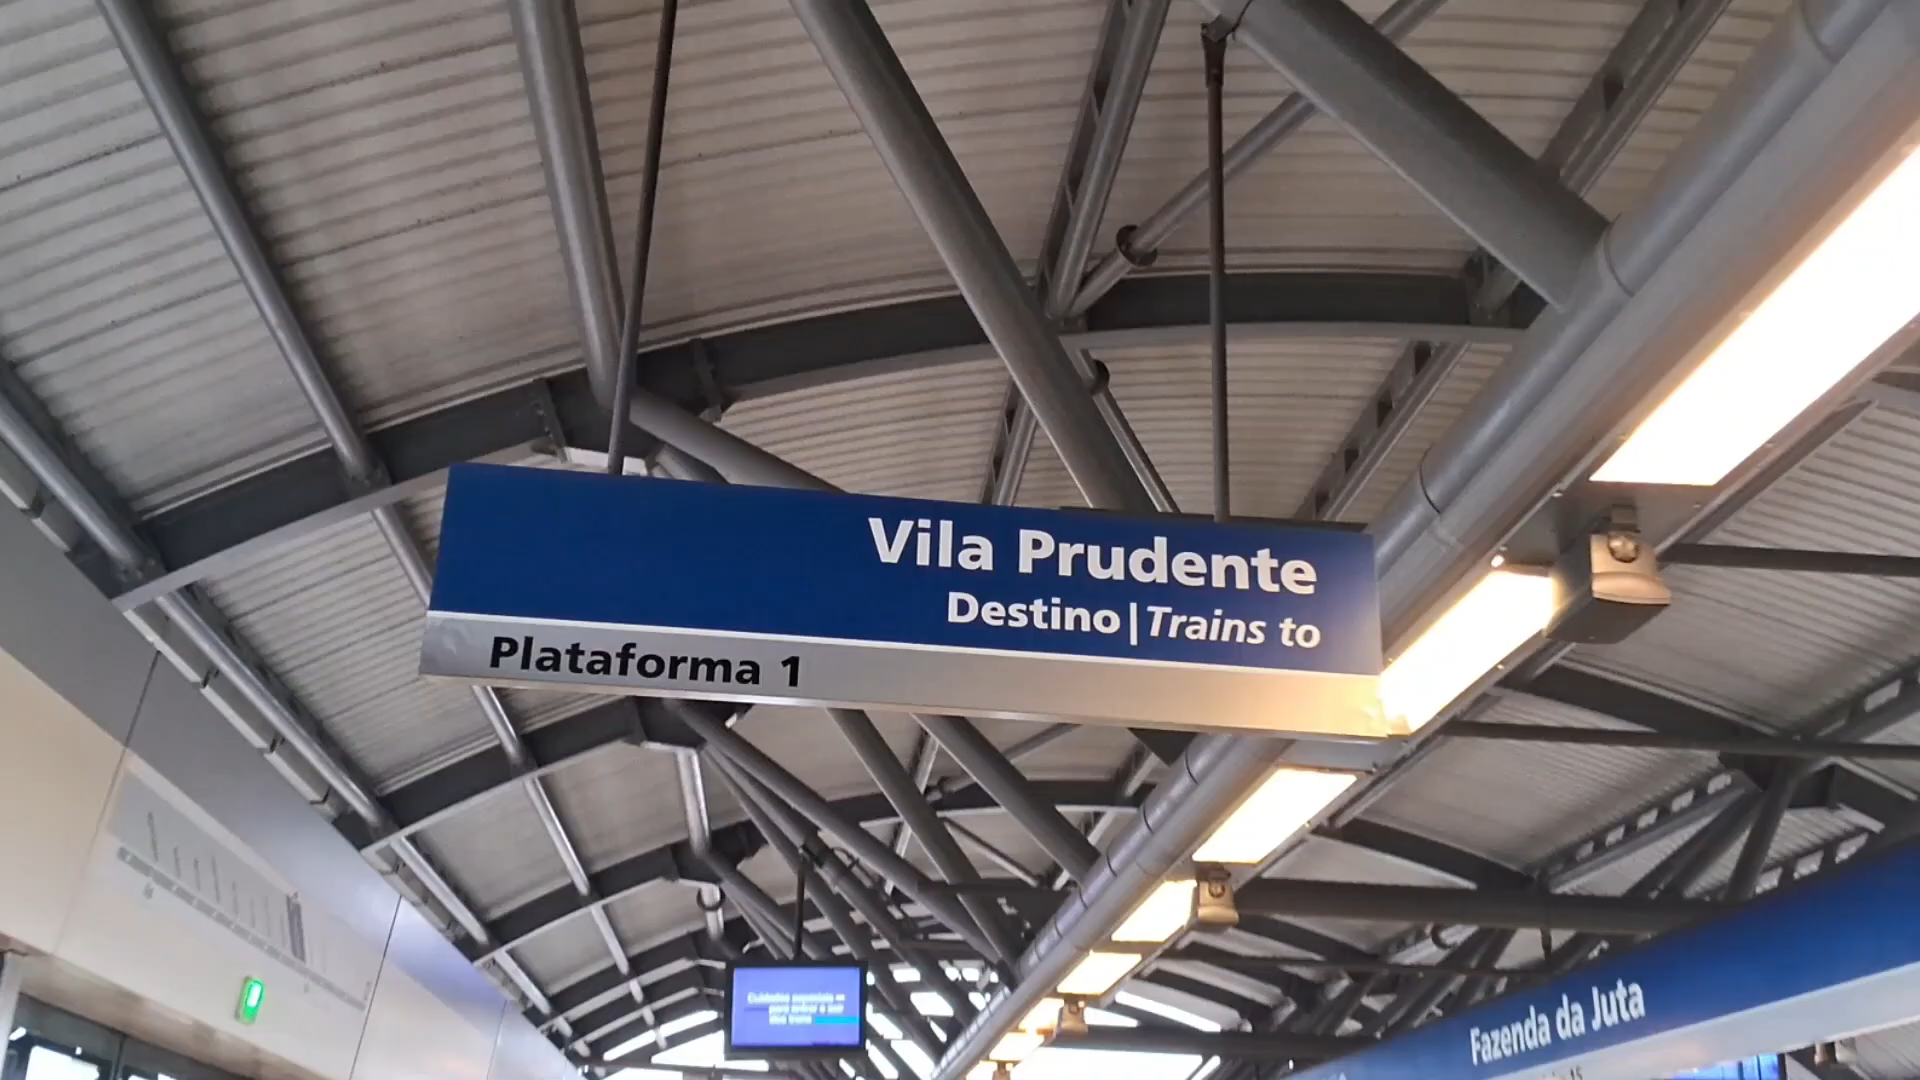 Vila Prudente
Destino|Trains to
Plataforma 1
Fazenda da Juta